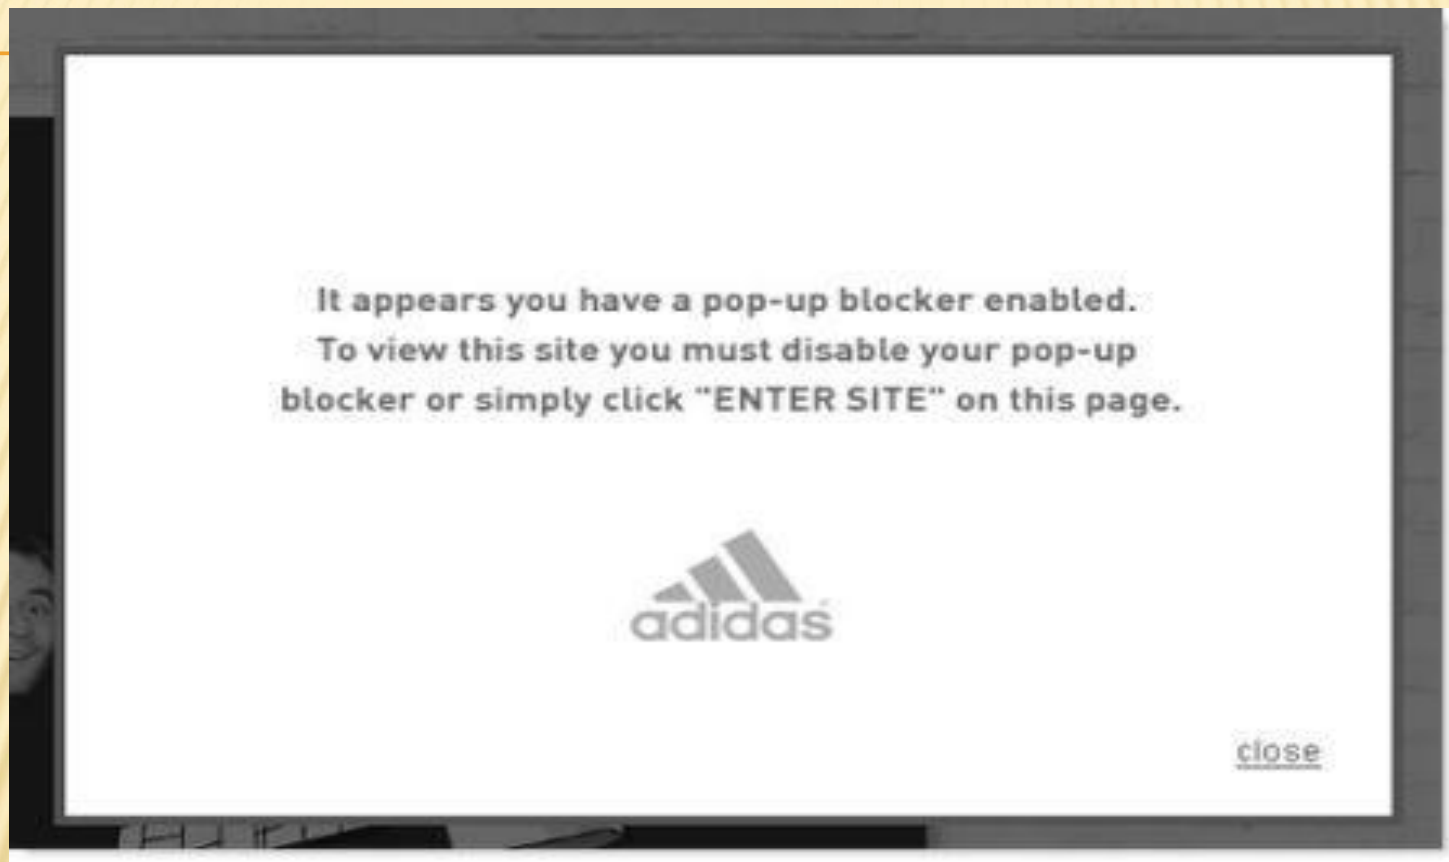 It appears you have a pop-up blocker enabled.
To view this site you must disable your pop-up
blocker or simply click "ENTER SITE" on this page.
adidas
close